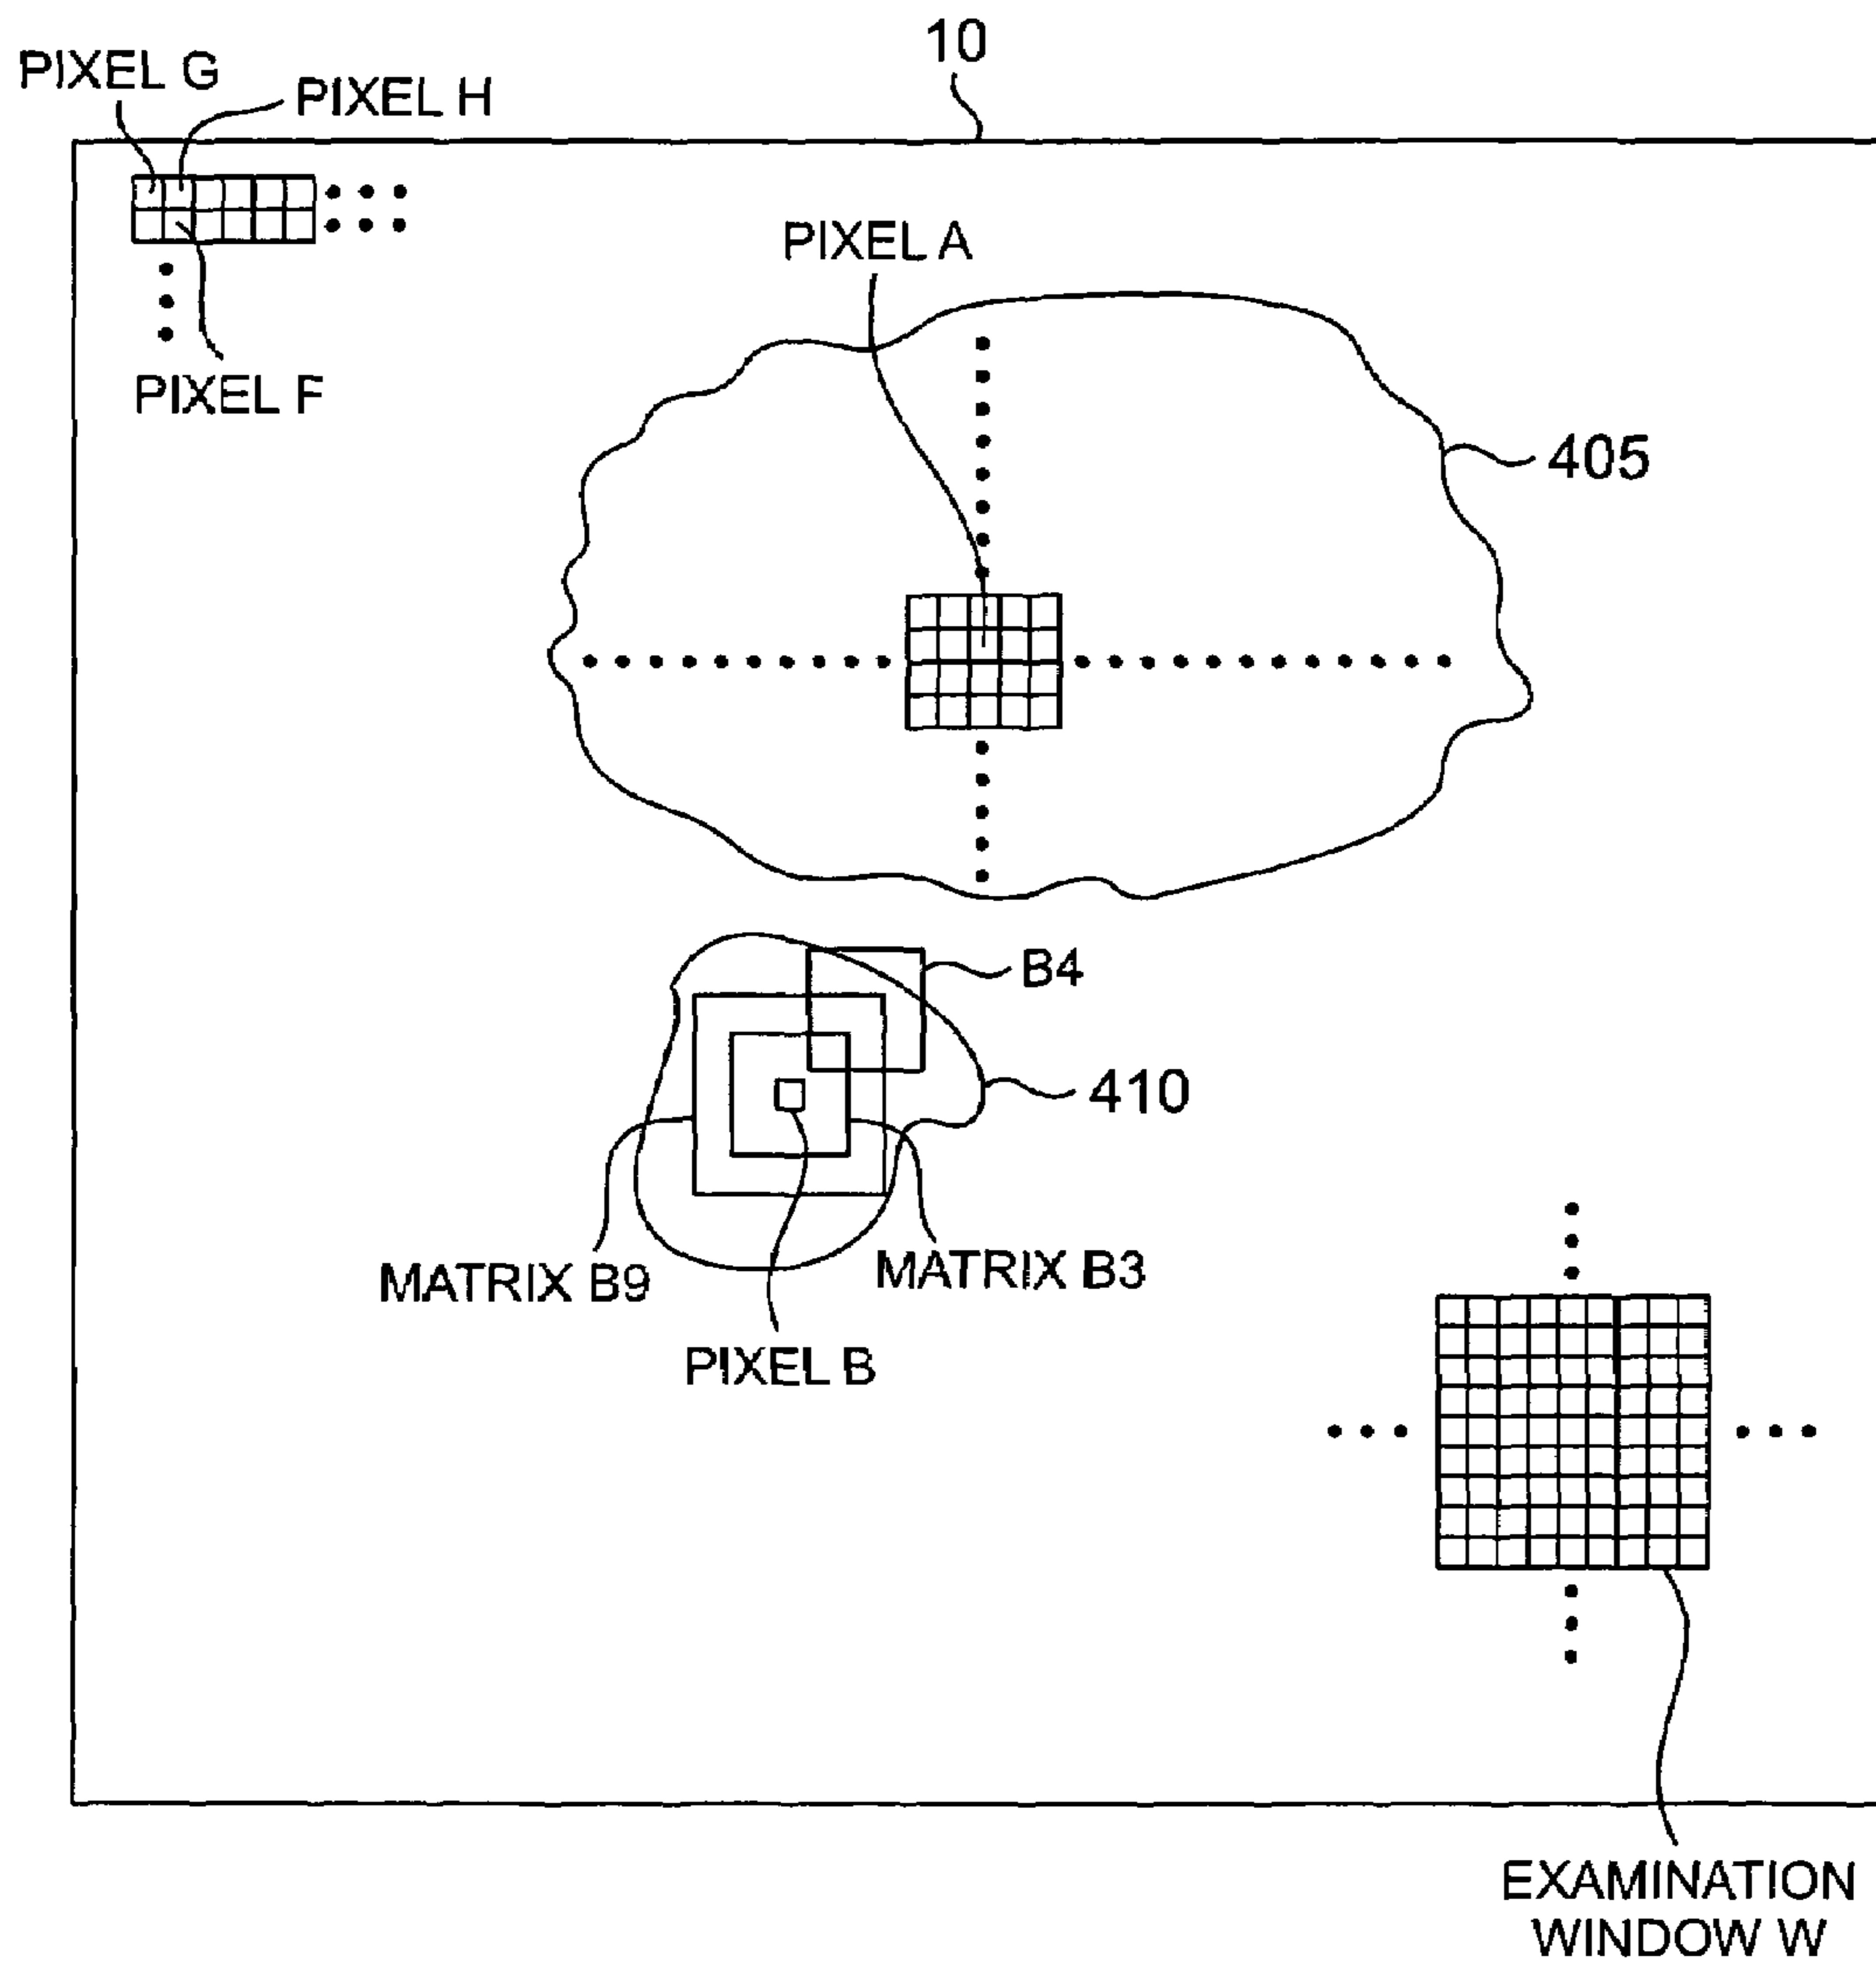 10
PIXEL G
PIXEL H
PIXEL A
PIXEL F
405
B4
410
MATRIX B9
MATRIX B3
PIXEL B
EXAMINATION
WINDOW W